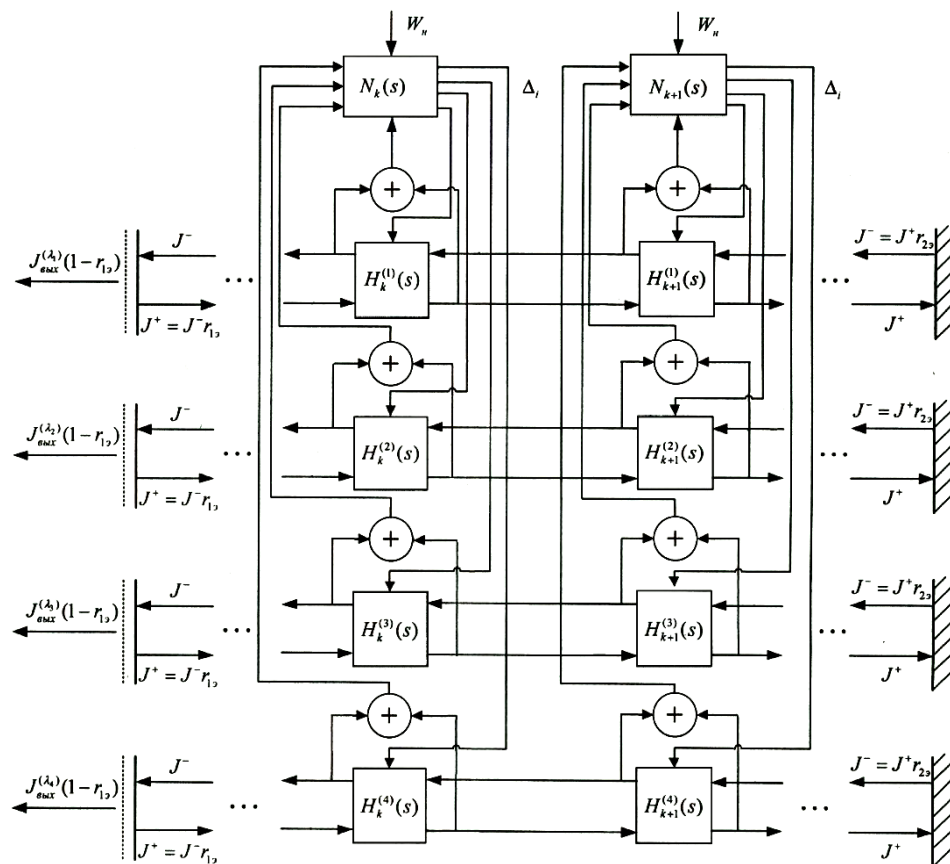 W_н W_н
N_k(s) Δ_i N_{k+1}(s) Δ_i
+ +
J^- J^- = J^+ r_{2э}
J_{вых}^{(λ_1)}(1 − r_{1э}) ... H_k^{(1)}(s) H_{k+1}^{(1)}(s) ...
J^+ = J^- r_{1э} J^+
+ +
J^- J^- = J^+ r_{2э}
J_{вых}^{(λ_2)}(1 − r_{1э}) ... H_k^{(2)}(s) H_{k+1}^{(2)}(s) ...
J^+ = J^- r_{1э} J^+
+ +
J^- J^- = J^+ r_{2э}
J_{вых}^{(λ_3)}(1 − r_{1э}) ... H_k^{(3)}(s) H_{k+1}^{(3)}(s) ...
J^+ = J^- r_{1э} J^+
+ +
J^- J^- = J^+ r_{2э}
J_{вых}^{(λ_4)}(1 − r_{1э}) ... H_k^{(4)}(s) H_{k+1}^{(4)}(s) ...
J^+ = J^- r_{1э} J^+